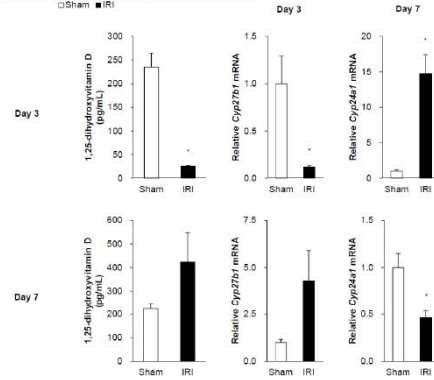 Sham IRI
Day 3 Day 7
Day 3
1,25-dihydroxyvitamin D
(pg/mL)
300
250
200
150
100
50
0
Sham IRI
*
Relative Cyp27b1 mRNA
1.5
1.0
0.5
0.0
Sham IRI
*
Relative Cyp24a1 mRNA
20
15
10
5
0
Sham IRI
*
Day 7
1,25-dihydroxyvitamin D
(pg/mL)
600
500
400
300
200
100
0
Sham IRI
Relative Cyp27b1 mRNA
7.5
5.0
2.5
0.0
Sham IRI
Relative Cyp24a1 mRNA
1.5
1.0
0.5
0.0
Sham IRI
*